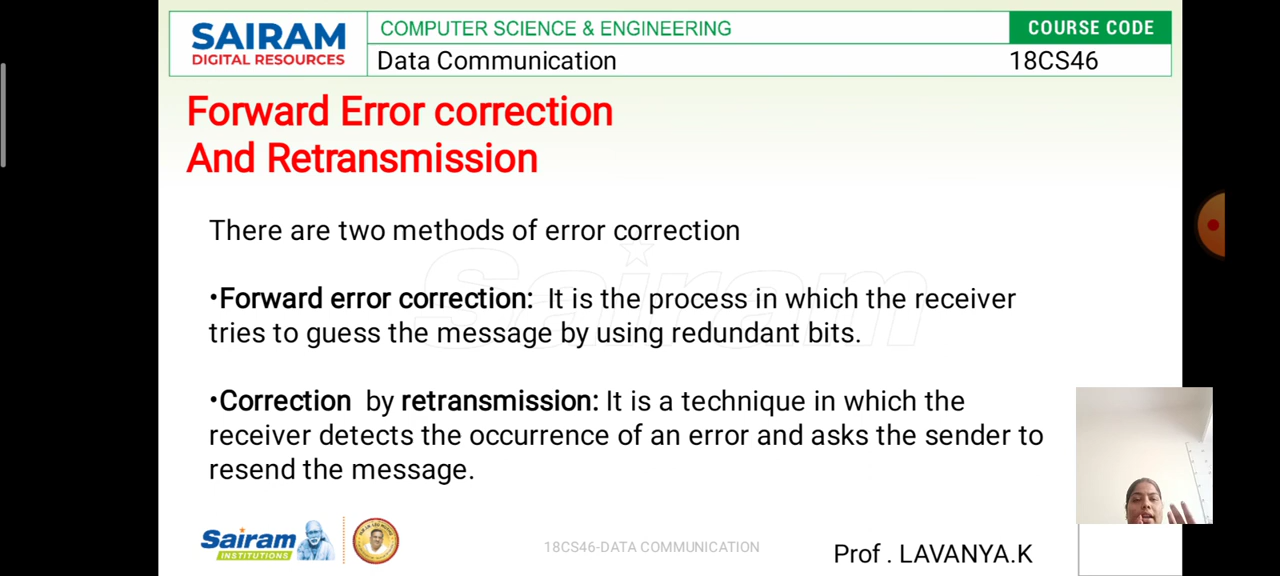 SAIRAM
DIGITAL RESOURCES
COMPUTER SCIENCE & ENGINEERING
COURSE CODE
Data Communication
18CS46
Forward Error correction
And Retransmission
There are two methods of error correction
•Forward error correction: It is the process in which the receiver
tries to guess the message by using redundant bits.
•Correction by retransmission: It is a technique in which the
receiver detects the occurrence of an error and asks the sender to
resend the message.
Sairam
Sairam
INSTITUTIONS
18CS46-DATA COMMUNICATION
Prof . LAVANYA.K